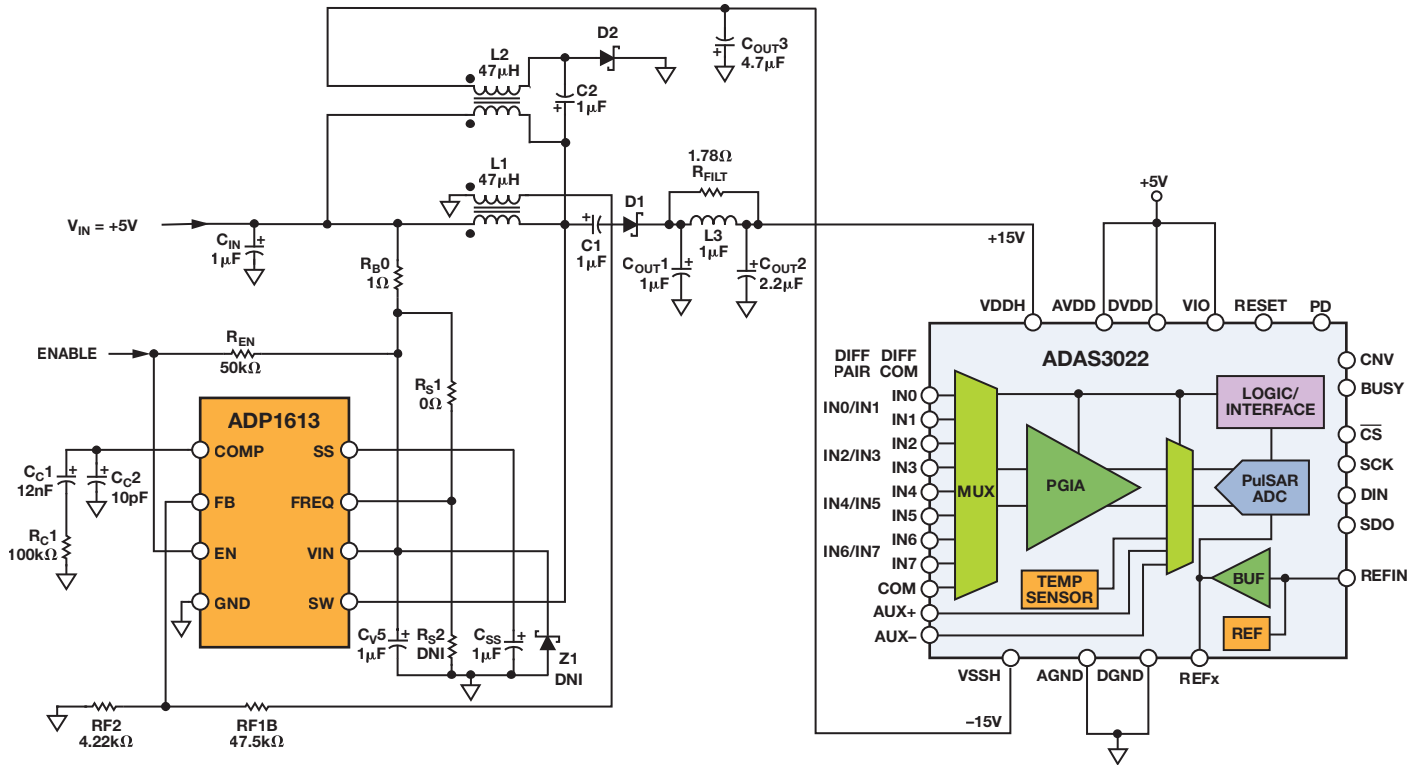 D2
L2
47µH
C2
1µF
COUT3
4.7µF
L1
47µH
1.78Ω
RFILT
D1
VIN = +5V
CIN
1µF
C1
1µF
L3
1µF
COUT1
1µF
COUT2
2.2µF
RB0
1Ω
+5V
+15V
ENABLE
REN
50kΩ
RS1
0Ω
ADP1613
COMP
SS
FB
FREQ
EN
VIN
GND
SW
CC1
12nF
CC2
10pF
RC1
100kΩ
CV5
1µF
RS2
DNI
CSS
1µF
Z1
DNI
RF2
4.22kΩ
RF1B
47.5kΩ
VDDH
AVDD
DVDD
VIO
RESET
PD
ADAS3022
DIFF
PAIR
DIFF
COM
IN0/IN1
IN2/IN3
IN4/IN5
IN6/IN7
IN0
IN1
IN2
IN3
IN4
IN5
IN6
IN7
COM
AUX+
AUX−
MUX
PGIA
LOGIC/
INTERFACE
PulSAR
ADC
TEMP
SENSOR
BUF
REF
CNV
BUSY
CS
SCK
DIN
SDO
REFIN
VSSH
AGND
DGND
REFx
−15V